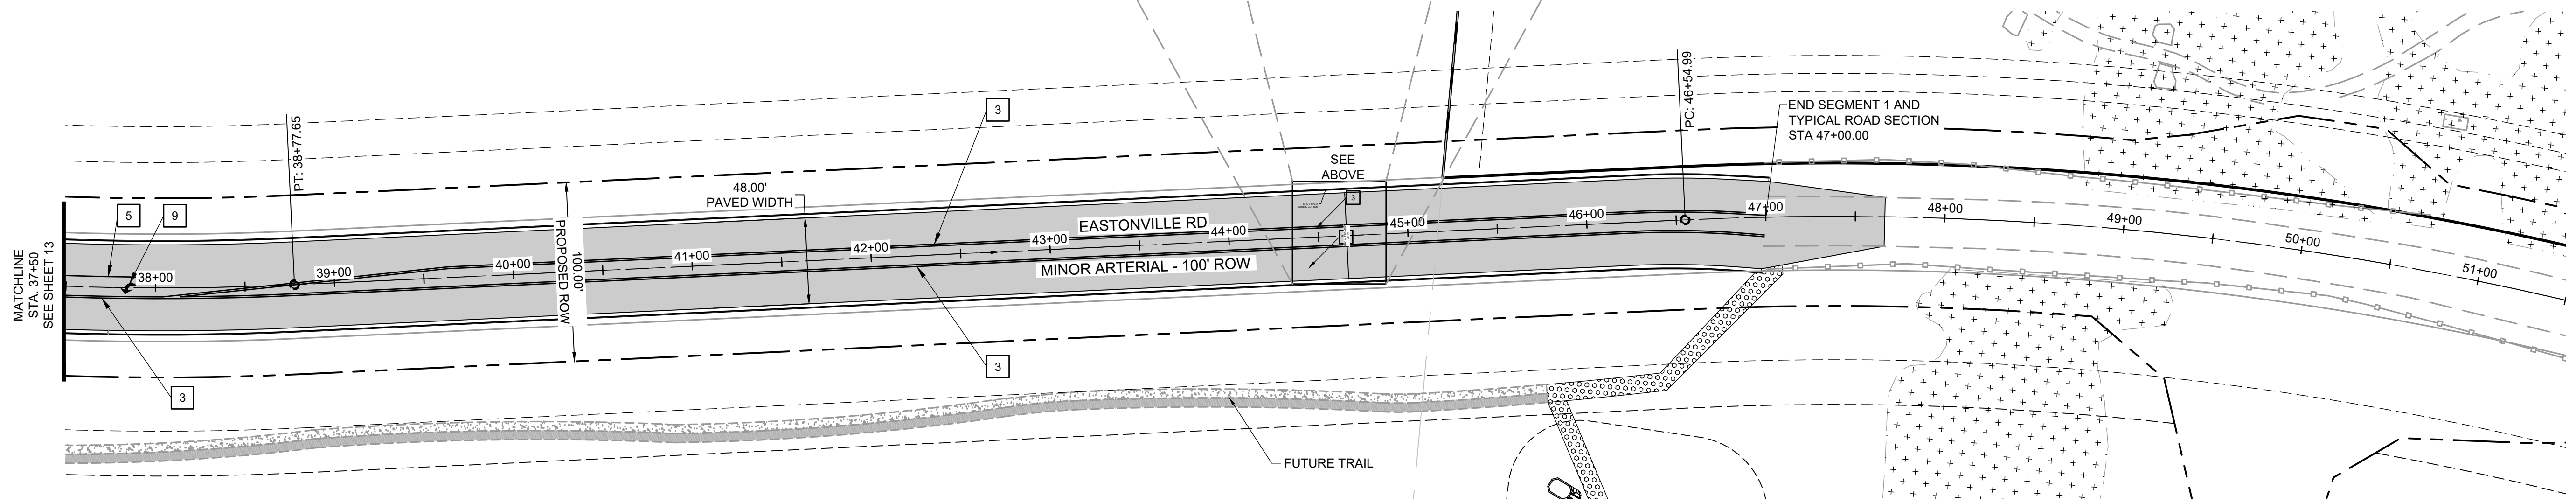 MATCHLINE
STA. 37+50
SEE SHEET 13
5
9
3
38+00
PT: 38+77.65
39+00
40+00
PROPOSED ROW
100.00'
41+00
48.00'
PAVED WIDTH
42+00
3
43+00
EASTONVILLE RD
MINOR ARTERIAL - 100' ROW
3
44+00
SEE
ABOVE
3
45+00
46+00
PC: 46+54.99
47+00
END SEGMENT 1 AND
TYPICAL ROAD SECTION
STA 47+00.00
48+00
49+00
50+00
51+00
FUTURE TRAIL